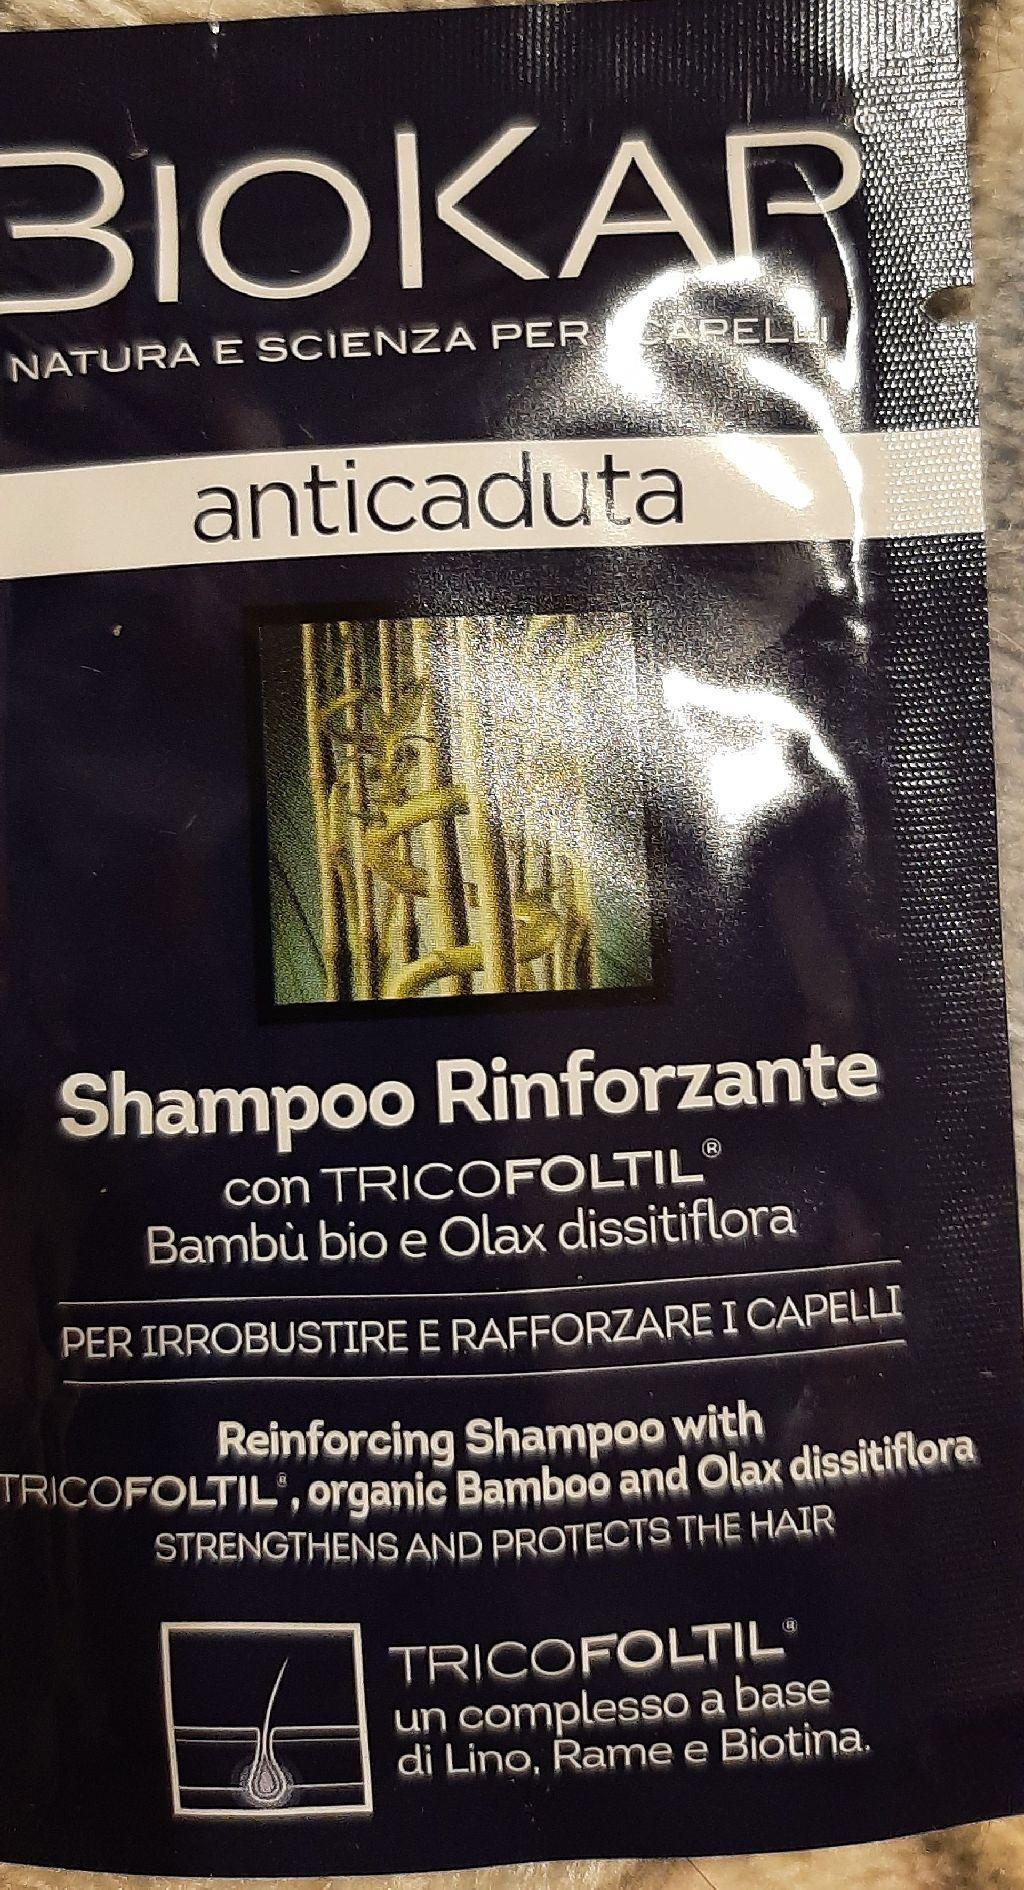 BIOKAP
NATURA E SCIENZA PER I CAPELLI
anticaduta
Shampoo Rinforzante
con TRICOFOLTIL®
Bambù bio e Olax dissitiflora
PER IRROBUSTIRE E RAFFORZARE I CAPELLI
Reinforcing Shampoo with
TRICOFOLTIL®, organic Bamboo and Olax dissitiflora
STRENGTHENS AND PROTECTS THE HAIR
TRICOFOLTIL®
un complesso a base
di Lino, Rame e Biotina.